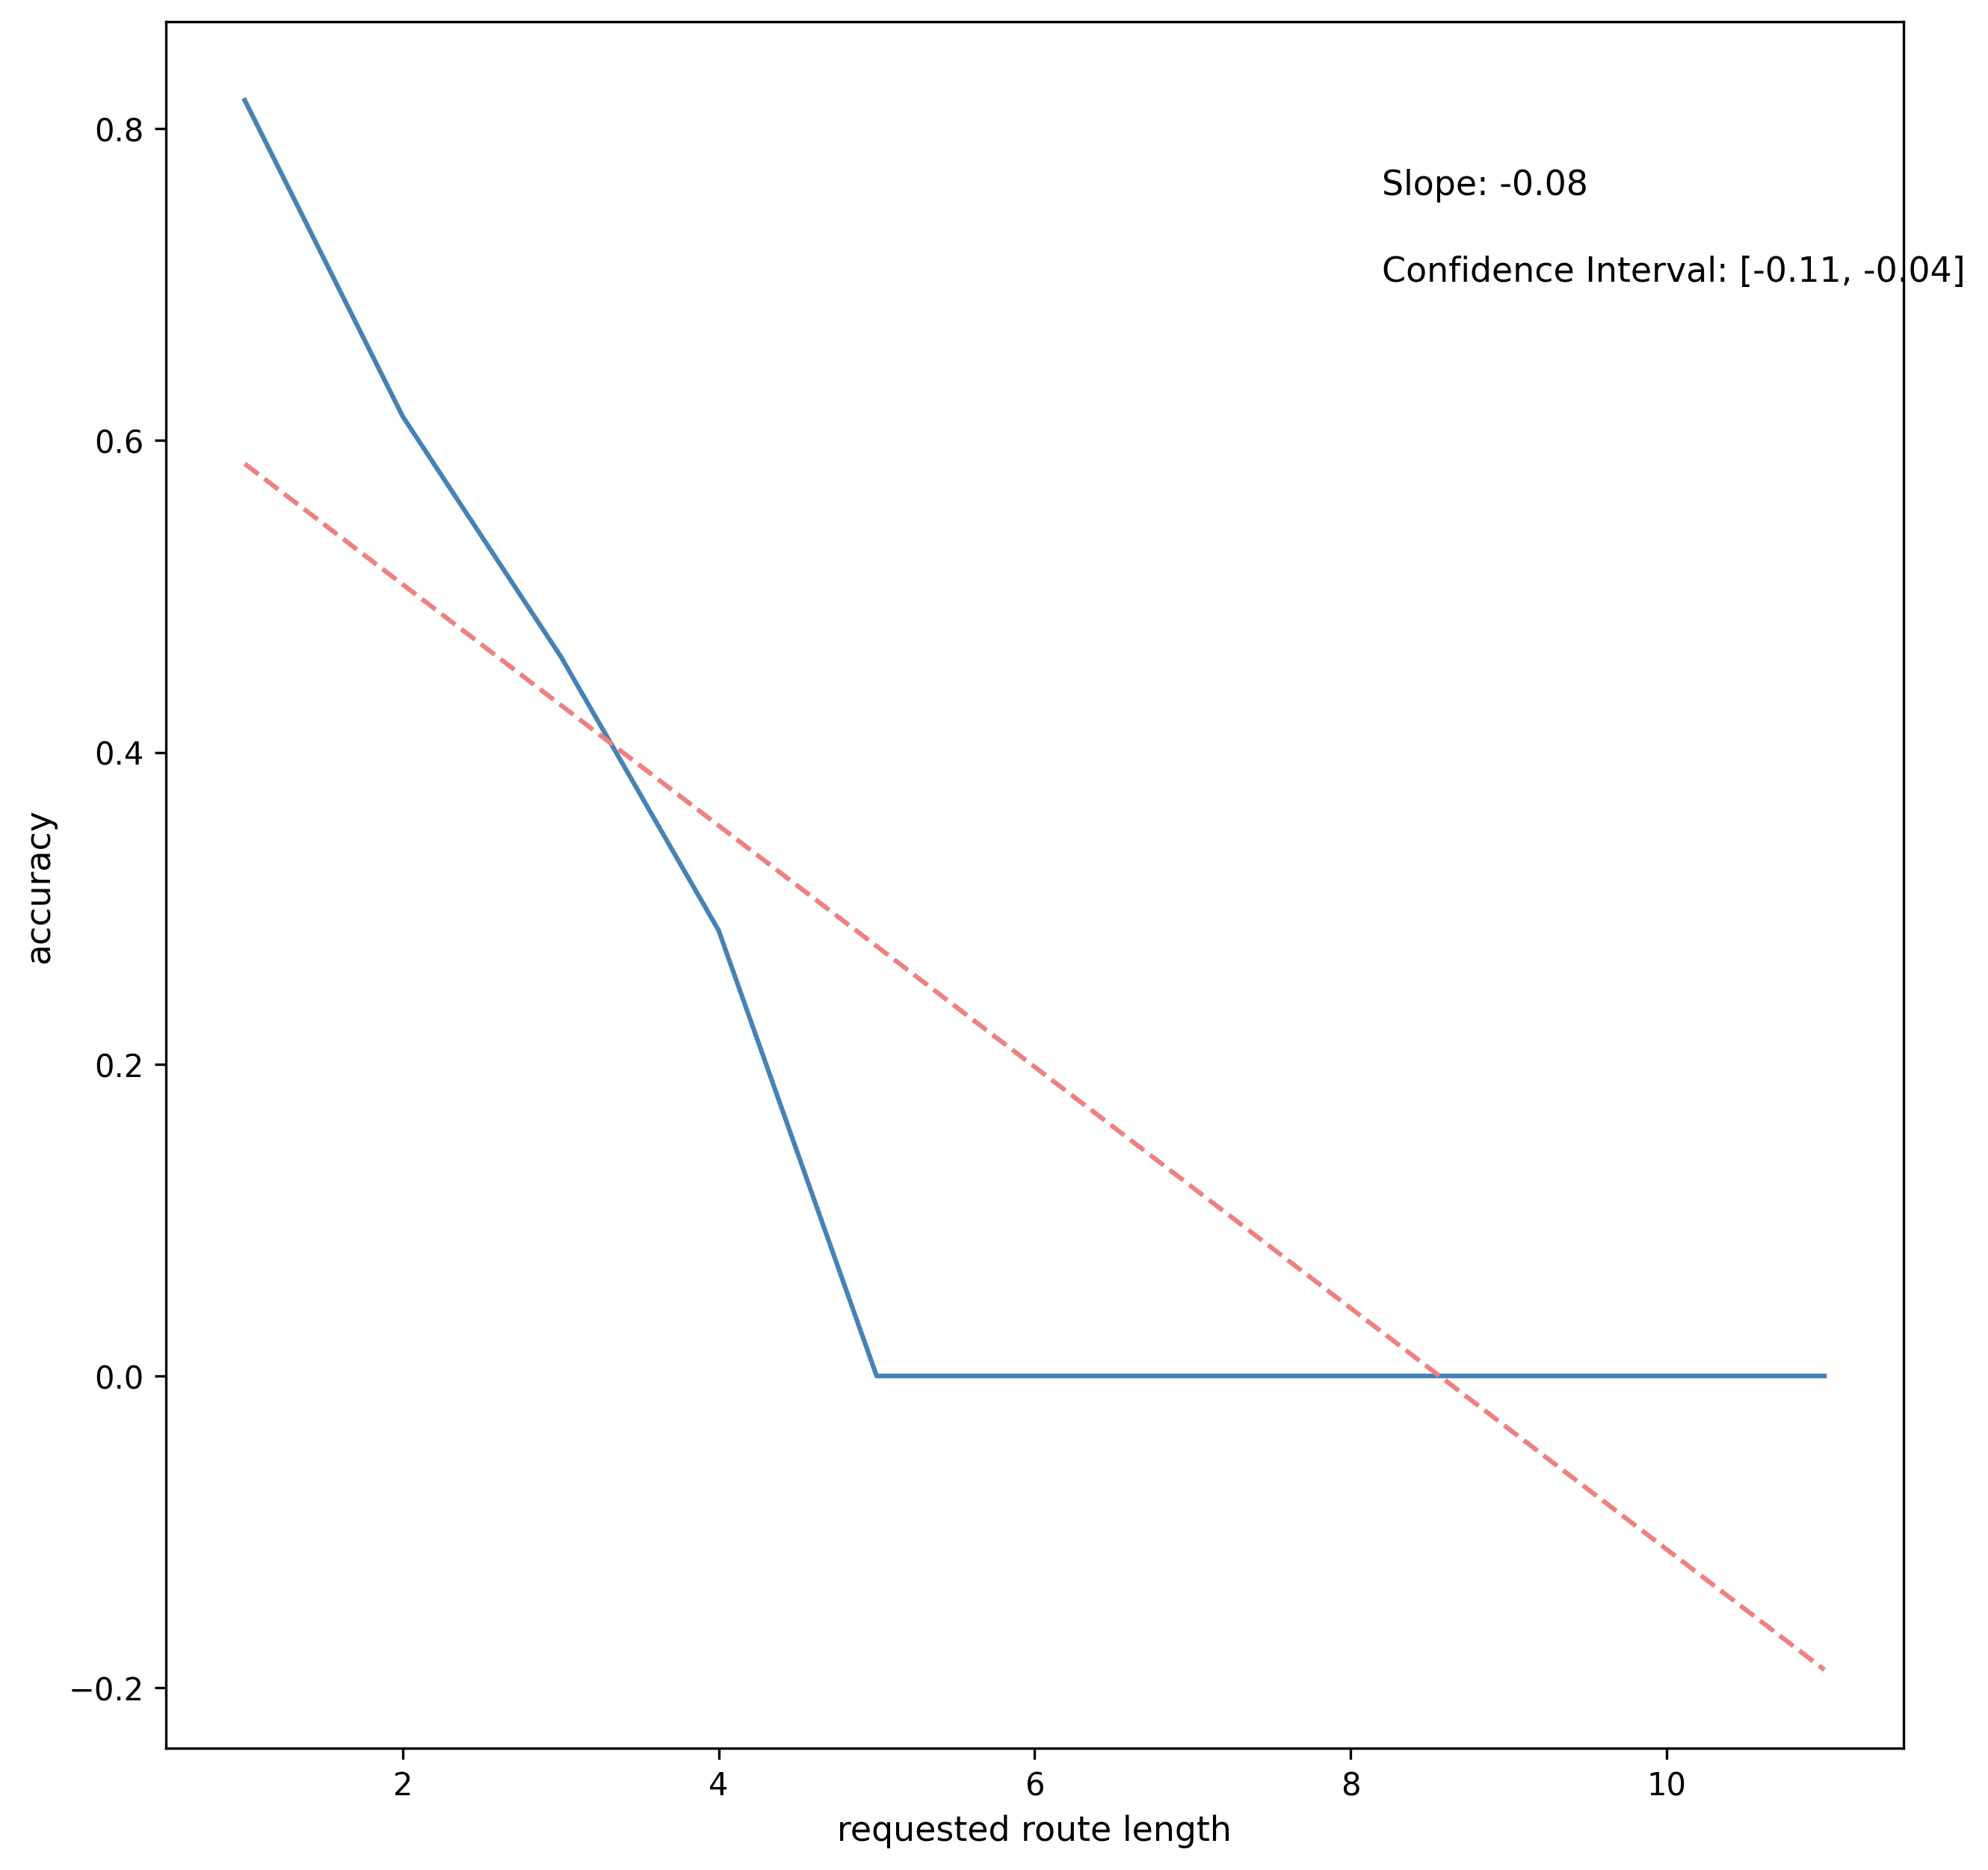 0.8
0.6
0.4
0.2
0.0
−0.2
accuracy
Slope: -0.08
Confidence Interval: [-0.11, -0.04]
2 4 6 8 10
requested route length